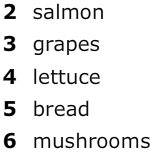 2 salmon
3 grapes
4 lettuce
5 bread
6 mushrooms